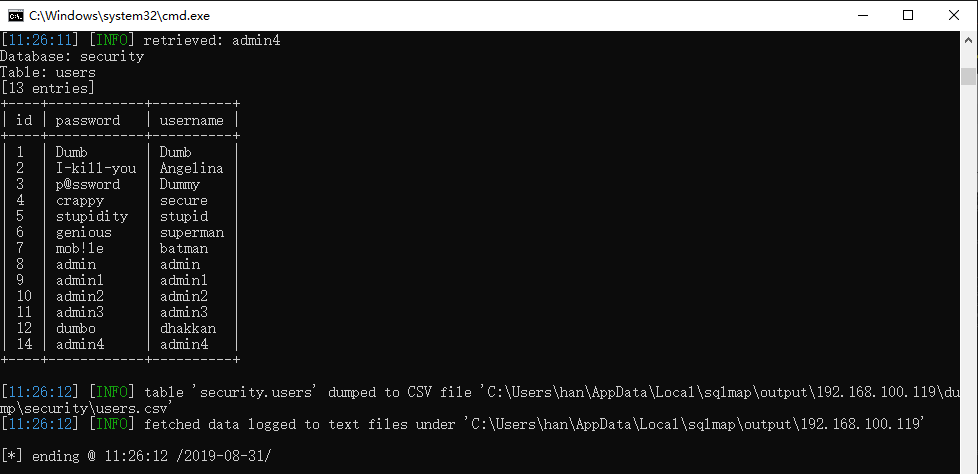 C:\Windows\system32\cmd.exe
[11:26:11] [INFO] retrieved: admin4
Database: security
Table: users
[13 entries]
+----+------------+----------+
| id | password   | username |
+----+------------+----------+
| 1  | Dumb       | Dumb     |
| 2  | I-kill-you | Angelina |
| 3  | p@ssword   | Dummy    |
| 4  | crappy     | secure   |
| 5  | stupidity  | stupid   |
| 6  | genious    | superman |
| 7  | mob!le     | batman   |
| 8  | admin      | admin    |
| 9  | admin1     | admin1   |
| 10 | admin2     | admin2   |
| 11 | admin3     | admin3   |
| 12 | dumbo      | dhakkan  |
| 14 | admin4     | admin4   |
+----+------------+----------+
[11:26:12] [INFO] table 'security.users' dumped to CSV file 'C:\Users\han\AppData\Local\sqlmap\output\192.168.100.119\du
mp\security\users.csv'
[11:26:12] [INFO] fetched data logged to text files under 'C:\Users\han\AppData\Local\sqlmap\output\192.168.100.119'
[*] ending @ 11:26:12 /2019-08-31/